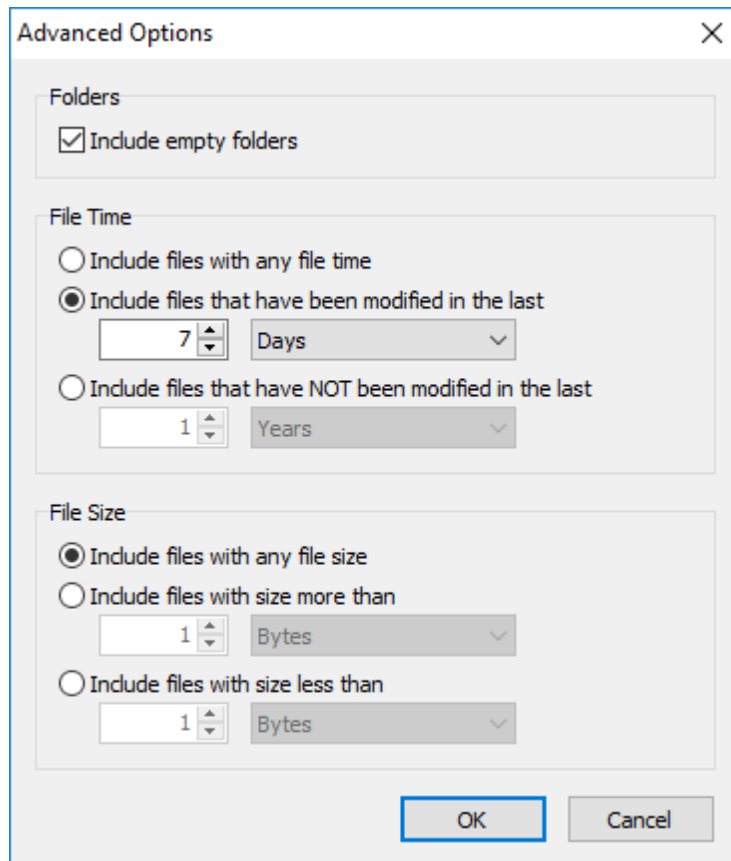 Advanced Options
Folders
Include empty folders
File Time
Include files with any file time
Include files that have been modified in the last
7 Days
Include files that have NOT been modified in the last
1 Years
File Size
Include files with any file size
Include files with size more than
1 Bytes
Include files with size less than
1 Bytes
OK Cancel